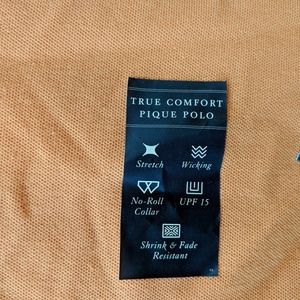 TRUE COMFORT
PIQUE POLO
Stretch
Wicking
No-Roll
Collar
UPF 15
Shrink & Fade
Resistant